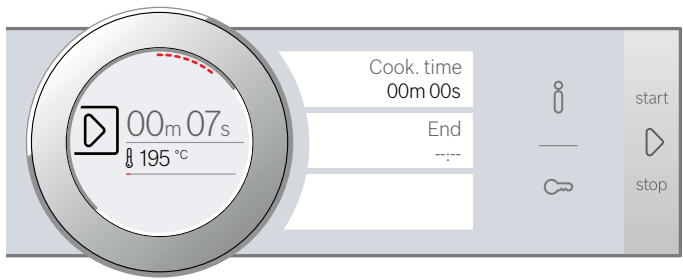 00m 07s
195 °C
Cook. time
00m 00s
End
--:--
start
stop